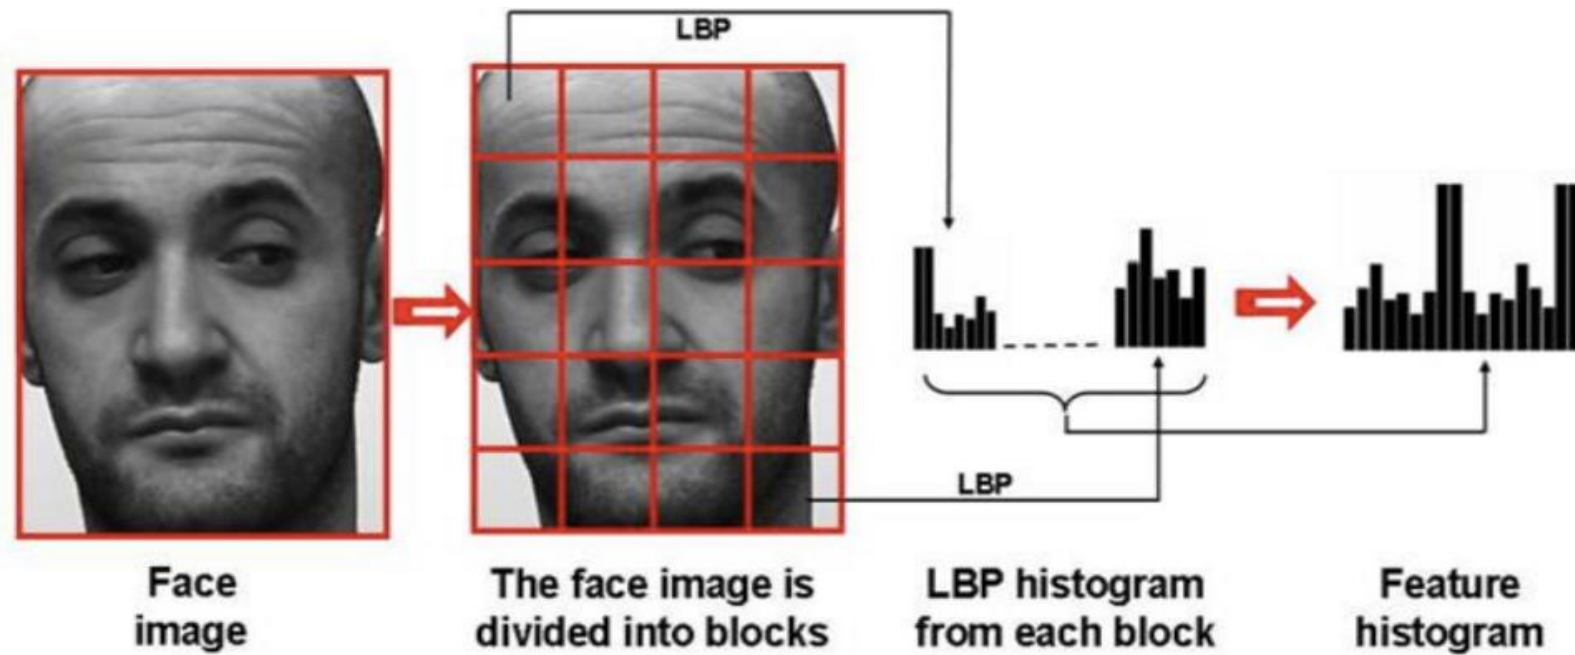 LBP
LBP
Face
image
The face image is
divided into blocks
LBP histogram
from each block
Feature
histogram